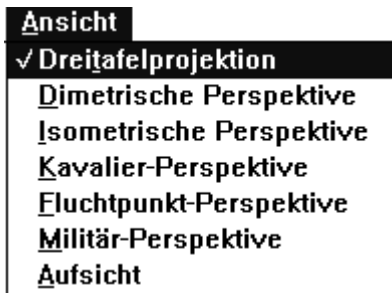 Ansicht
√ Dreitafelprojektion
Dimetrische Perspektive
Isometrische Perspektive
Kavalier-Perspektive
Fluchtpunkt-Perspektive
Militär-Perspektive
Aufsicht